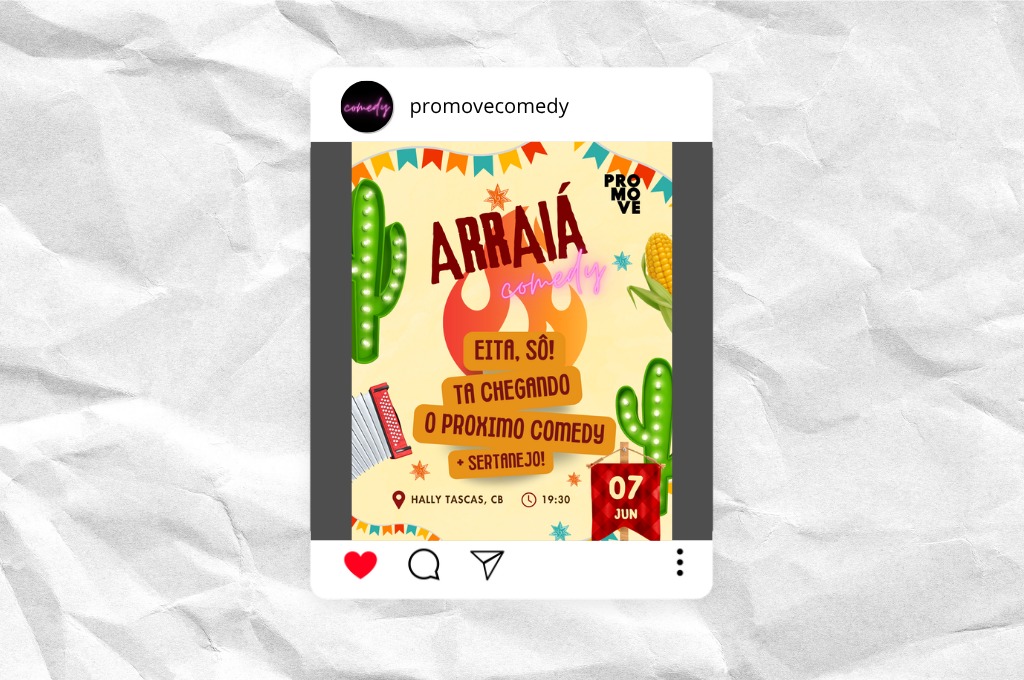 comedy
promovecomedy
PRO
MO
VE
ARRAIÁ
comedy
EITA, SÔ!
TA CHEGANDO
O PROXIMO COMEDY
+ SERTANEJO!
HALLY TASCAS, CB
19:30
07
JUN